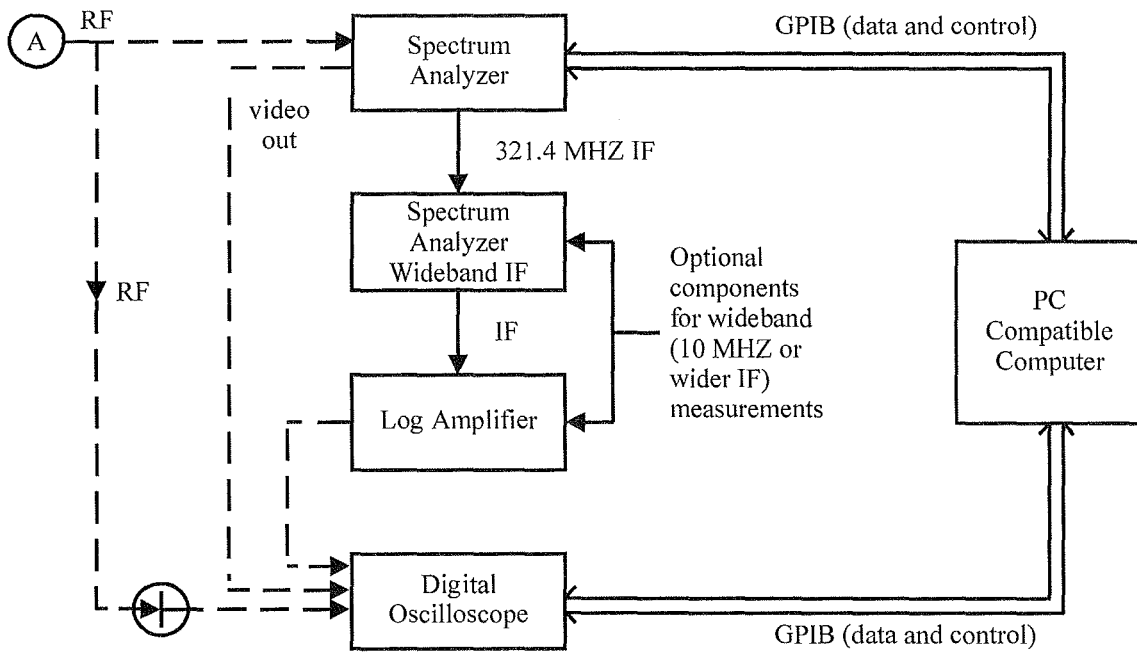 A
RF
GPIB (data and control)
Spectrum
Analyzer
video
out
321.4 MHZ IF
Spectrum
Analyzer
Wideband IF
RF
Optional
components
for wideband
(10 MHZ or
wider IF)
measurements
PC
Compatible
Computer
IF
Log Amplifier
Digital
Oscilloscope
GPIB (data and control)